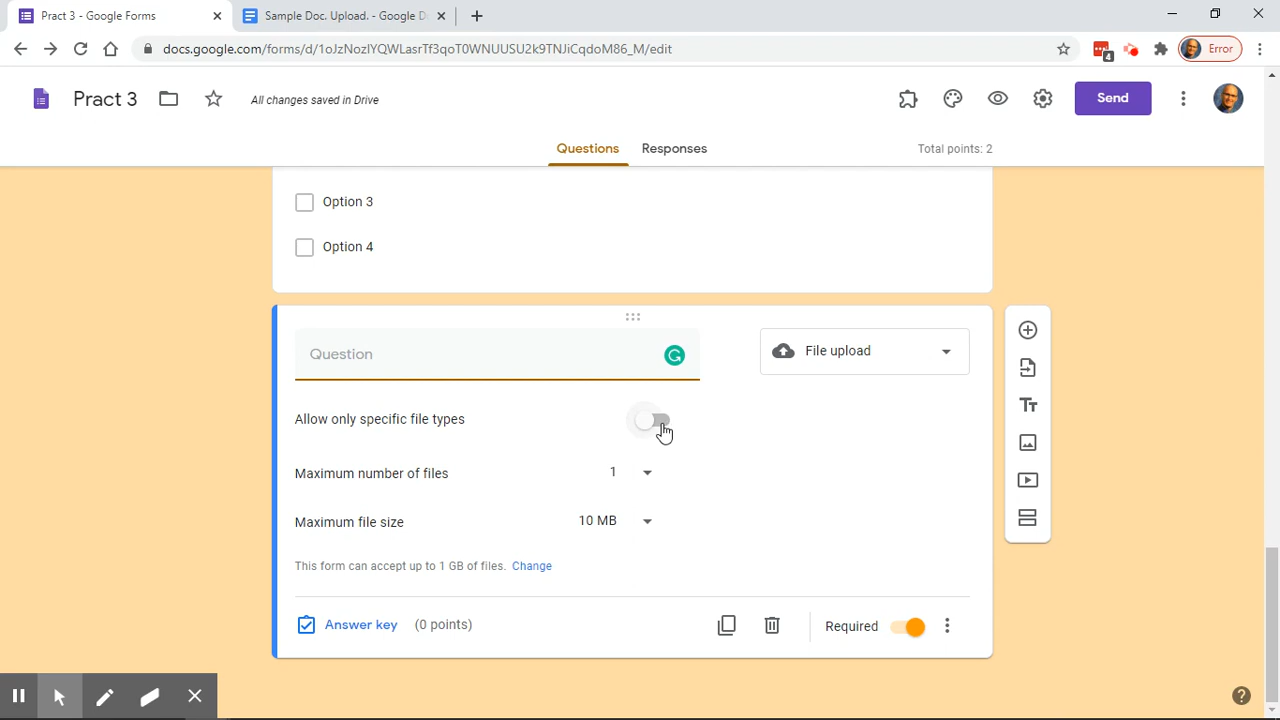 Pract 3 - Google Forms
Sample Doc. Upload. - Google D
docs.google.com/forms/d/1oJzNozIYQWLasrTf3qoT0WNUUSU2k9TNJiCqdoM86_M/edit
4
Error
Pract 3
All changes saved in Drive
Send
Questions
Responses
Total points: 2
Option 3
Option 4
Question
File upload
Allow only specific file types
Maximum number of files
1
Maximum file size
10 MB
This form can accept up to 1 GB of files. Change
Answer key (0 points)
Required